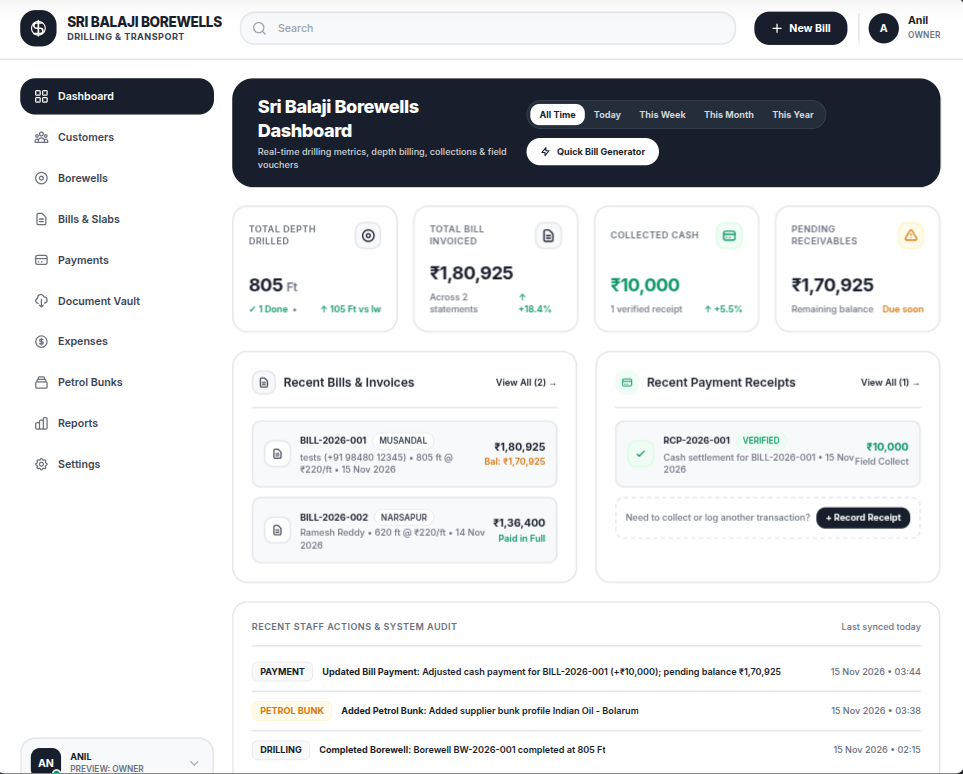 SRI BALAJI BOREWELLS
DRILLING & TRANSPORT
Search
+ New Bill
A
Anil
OWNER
Dashboard
Customers
Borewells
Bills & Slabs
Payments
Document Vault
Expenses
Petrol Bunks
Reports
Settings
AN
ANIL
PREVIEW: OWNER
Sri Balaji Borewells
Dashboard
Real-time drilling metrics, depth billing, collections & field
vouchers
All Time Today This Week This Month This Year
Quick Bill Generator
TOTAL DEPTH
DRILLED
805 Ft
✓ 1 Done • ↑ 105 Ft vs lw
TOTAL BILL
INVOICED
₹1,80,925
Across 2
statements
↑
+18.4%
COLLECTED CASH
₹10,000
1 verified receipt ↑ +5.5%
PENDING
RECEIVABLES
₹1,70,925
Remaining balance Due soon
Recent Bills & Invoices View All (2) →
BILL-2026-001 MUSANDAL
tests (+91 98480 12345) • 805 ft @
₹220/ft • 15 Nov 2026
₹1,80,925
Bal: ₹1,70,925
BILL-2026-002 NARSAPUR
Ramesh Reddy • 620 ft @ ₹220/ft • 14 Nov
2026
₹1,36,400
Paid in Full
Recent Payment Receipts View All (1) →
RCP-2026-001 VERIFIED
Cash settlement for BILL-2026-001 • 15 Nov
2026
₹10,000
Field Collect
Need to collect or log another transaction? + Record Receipt
RECENT STAFF ACTIONS & SYSTEM AUDIT Last synced today
PAYMENT Updated Bill Payment: Adjusted cash payment for BILL-2026-001 (+₹10,000); pending balance ₹1,70,925 15 Nov 2026 • 03:44
PETROL BUNK Added Petrol Bunk: Added supplier bunk profile Indian Oil - Bolarum 15 Nov 2026 • 03:38
DRILLING Completed Borewell: Borewell BW-2026-001 completed at 805 Ft 15 Nov 2026 • 02:15